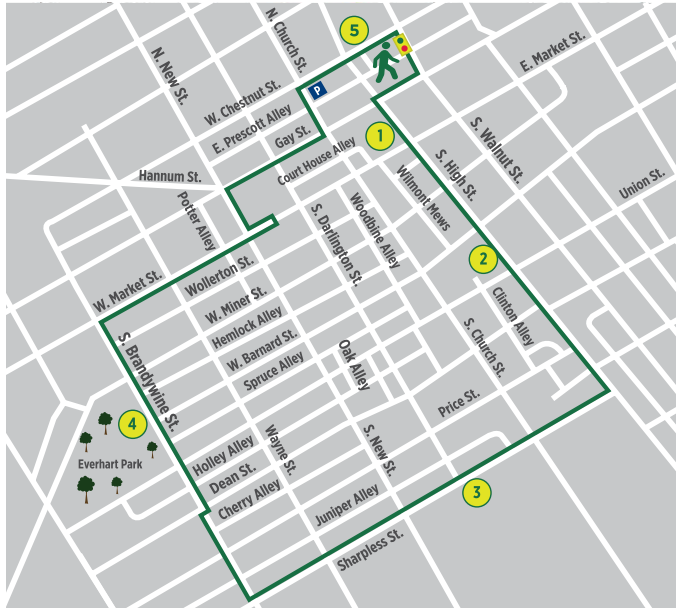 5
N. Church St.
N. New St.
E. Market St.
W. Chestnut St.
P
E. Prescott Alley
Gay St.
1
S. Walnut St.
Court House Alley
S. High St.
Hannum St.
Wilmont Mews
Union St.
Potter Alley
Woodbine Alley
S. Darlington St.
2
W. Market St.
Wollerton St.
W. Miner St.
Clinton Alley
Hemlock Alley
S. Church St.
W. Barnard St.
S. Brandywine St.
Oak Alley
Spruce Alley
Price St.
4
Holley Alley
Wayne St.
S. New St.
Everhart Park
Dean St.
Cherry Alley
3
Juniper Alley
Sharpless St.